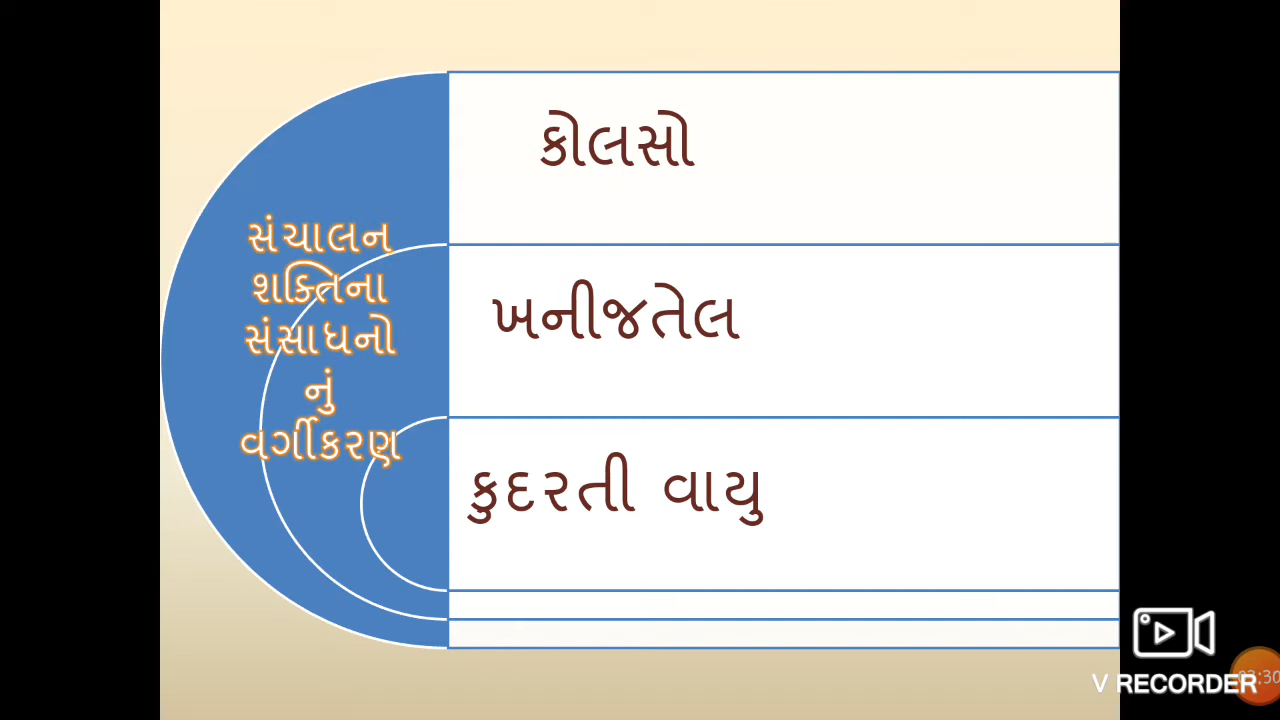 કોલસો
સંચાલન
શક્તિના
સંસાધનો
નું
વર્ગીકરણ
ખનીજતેલ
કુદરતી વાયુ
V RECORDER